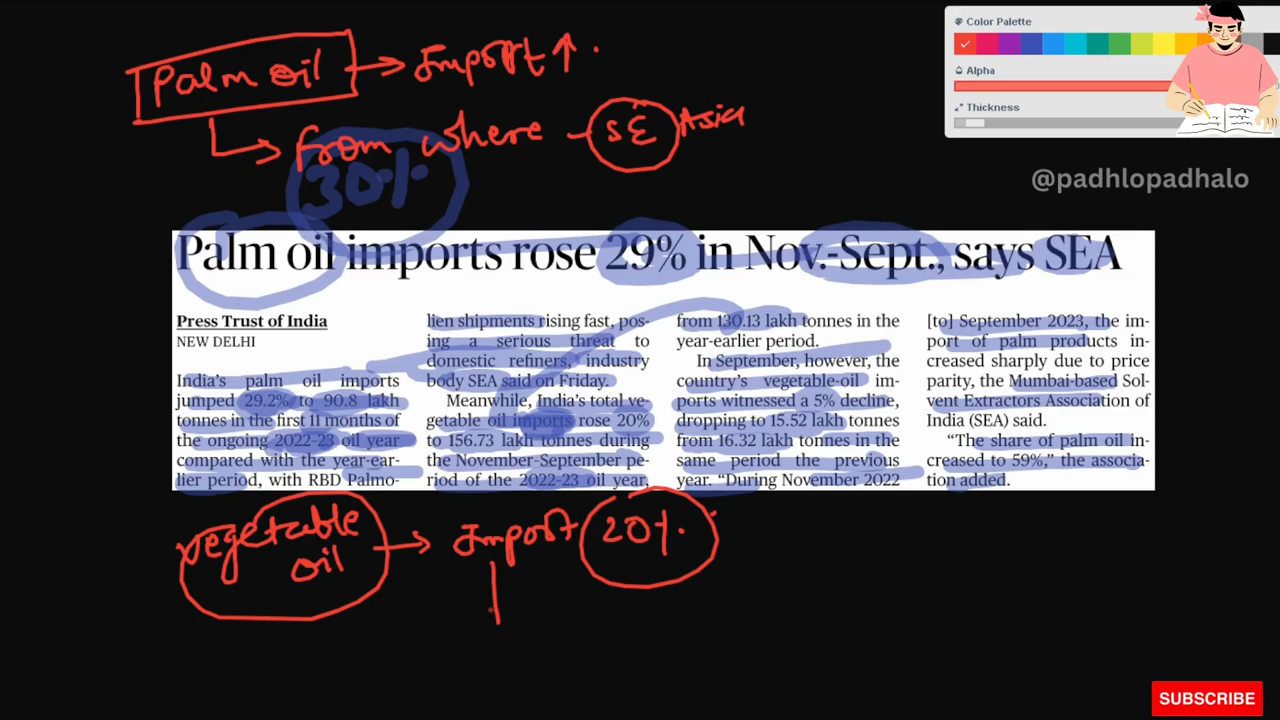 Color Palette
Alpha
Thickness
Palm oil → Import ↑.
from where - SE Asia
30%
@padhlopadhalo
Palm oil imports rose 29% in Nov.-Sept., says SEA
Press Trust of India
NEW DELHI
India's palm oil imports
jumped 29.2% to 90.8 lakh
tonnes in the first 11 months of
the ongoing 2022-23 oil year
compared with the year-ear-
lier period, with RBD Palmo-
lien shipments rising fast, pos-
ing a serious threat to
domestic refiners, industry
body SEA said on Friday.
Meanwhile, India's total ve-
getable oil imports rose 20%
to 156.73 lakh tonnes during
the November-September pe-
riod of the 2022-23 oil year,
from 130.13 lakh tonnes in the
year-earlier period.
In September, however, the
country's vegetable-oil im-
ports witnessed a 5% decline,
dropping to 15.52 lakh tonnes
from 16.32 lakh tonnes in the
same period the previous
year. "During November 2022
[to] September 2023, the im-
port of palm products in-
creased sharply due to price
parity, the Mumbai-based Sol-
vent Extractors Association of
India (SEA) said.
"The share of palm oil in-
creased to 59%," the associa-
tion added.
vegetable oil → Import 20%.
SUBSCRIBE